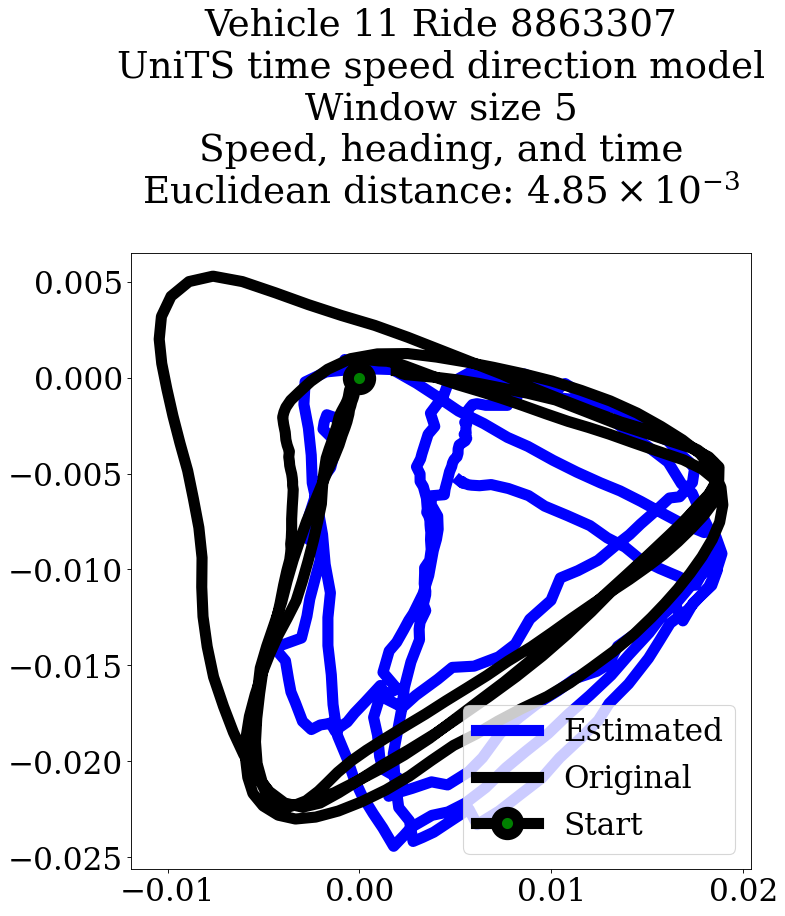 Vehicle 11 Ride 8863307
UniTS time speed direction model
Window size 5
Speed, heading, and time
Euclidean distance: 4.85 × 10⁻³
0.005
0.000
−0.005
−0.010
−0.015
−0.020
−0.025
Estimated
Original
Start
−0.01
0.00
0.01
0.02